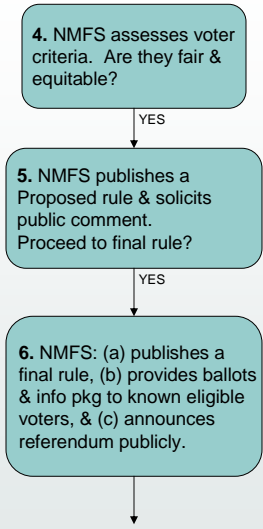 4. NMFS assesses voter
criteria.  Are they fair &
equitable?
YES
5. NMFS publishes a
Proposed rule & solicits
public comment.
Proceed to final rule?
YES
6. NMFS: (a) publishes a
final rule, (b) provides ballots
& info pkg to known eligible
voters, & (c) announces
referendum publicly.